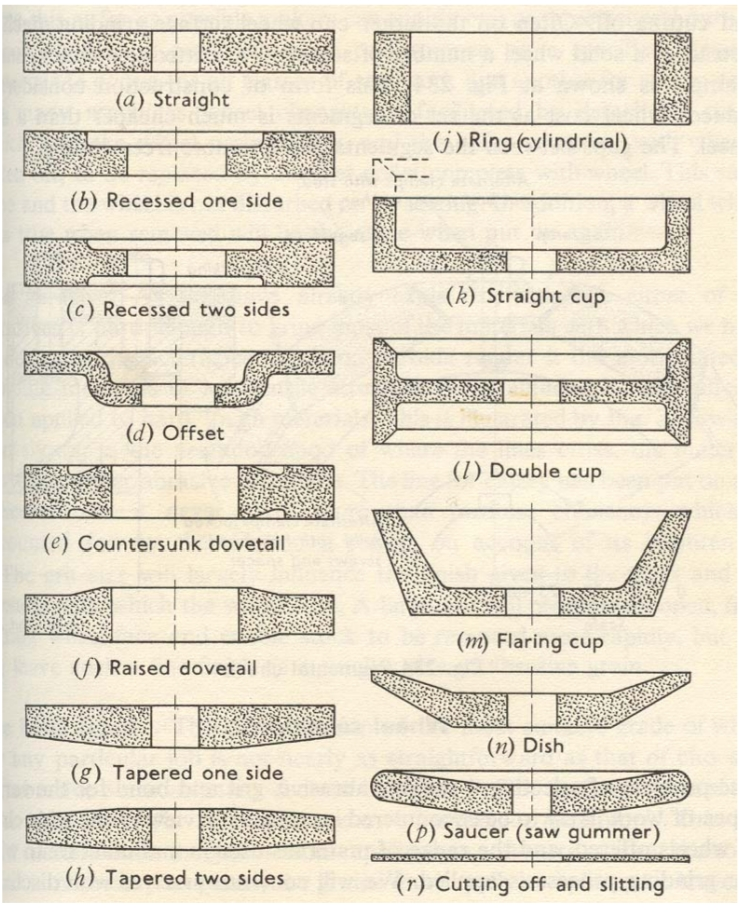 (a) Straight
(b) Recessed one side
(c) Recessed two sides
(d) Offset
(e) Countersunk dovetail
(f) Raised dovetail
(g) Tapered one side
(h) Tapered two sides
(j) Ring (cylindrical)
(k) Straight cup
(l) Double cup
(m) Flaring cup
(n) Dish
(p) Saucer (saw gummer)
(r) Cutting off and slitting